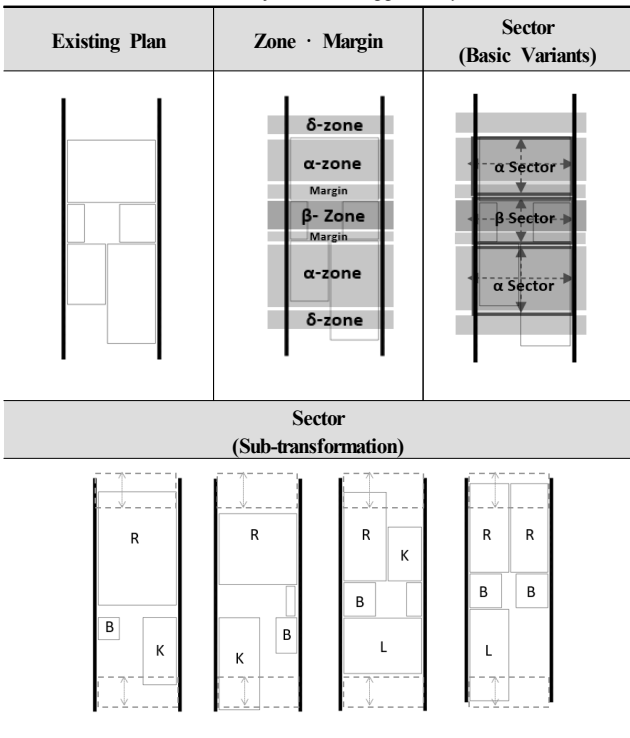 Existing Plan
Zone · Margin
Sector
(Basic Variants)
δ-zone
α-zone
Margin
β- Zone
Margin
α-zone
δ-zone
α Sector
β Sector
α Sector
Sector
(Sub-transformation)
R
B
K
R
B
K
R
K
B
L
R
R
B
B
L